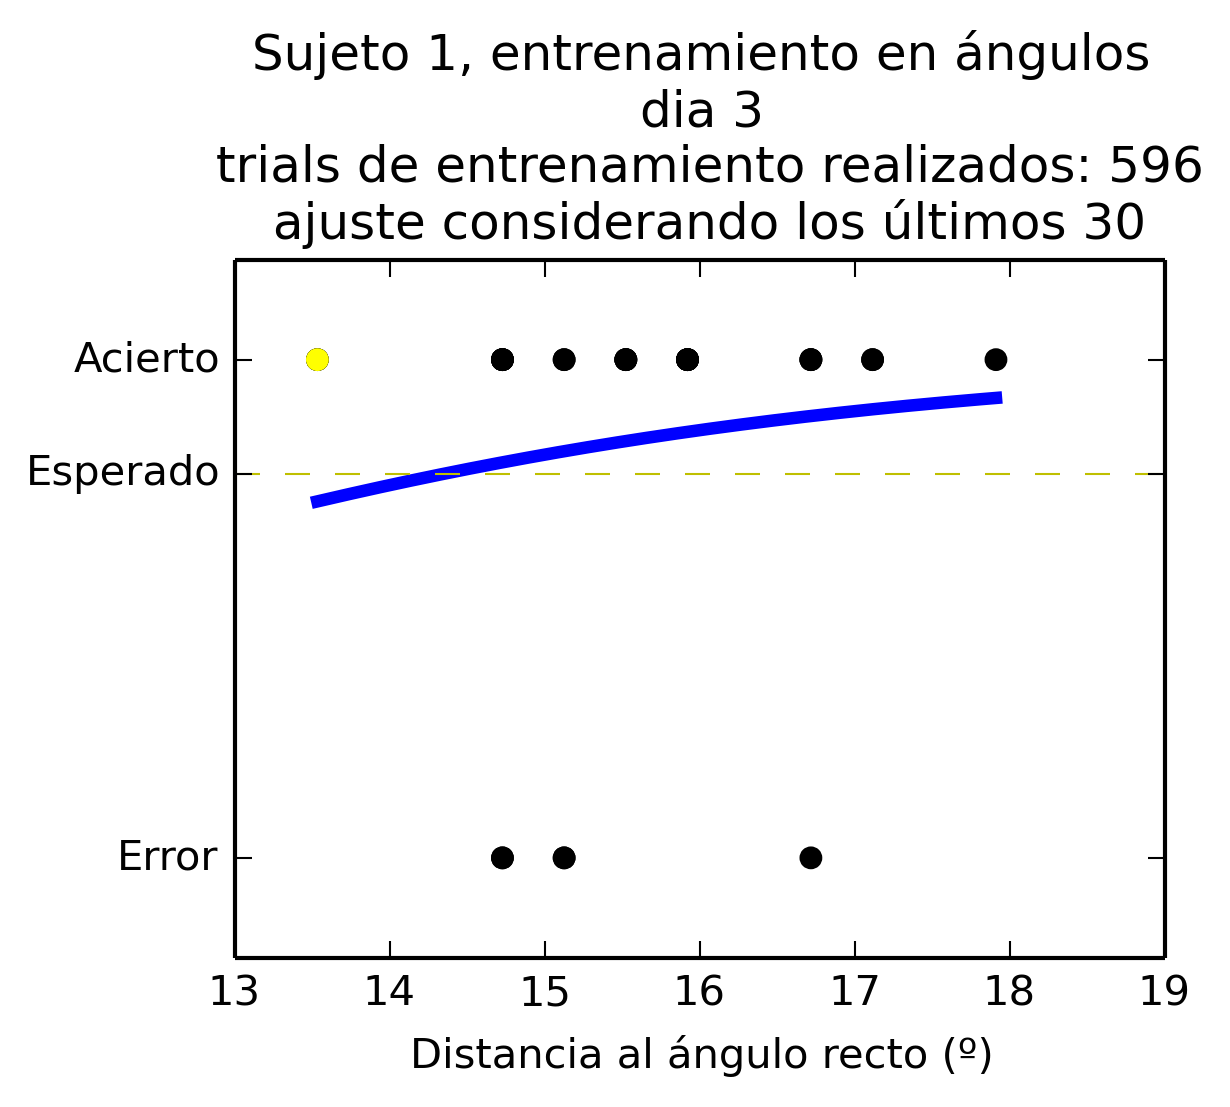 Sujeto 1, entrenamiento en ángulos
dia 3
trials de entrenamiento realizados: 596
ajuste considerando los últimos 30
Acierto
Esperado
Error
13 14 15 16 17 18 19
Distancia al ángulo recto (º)